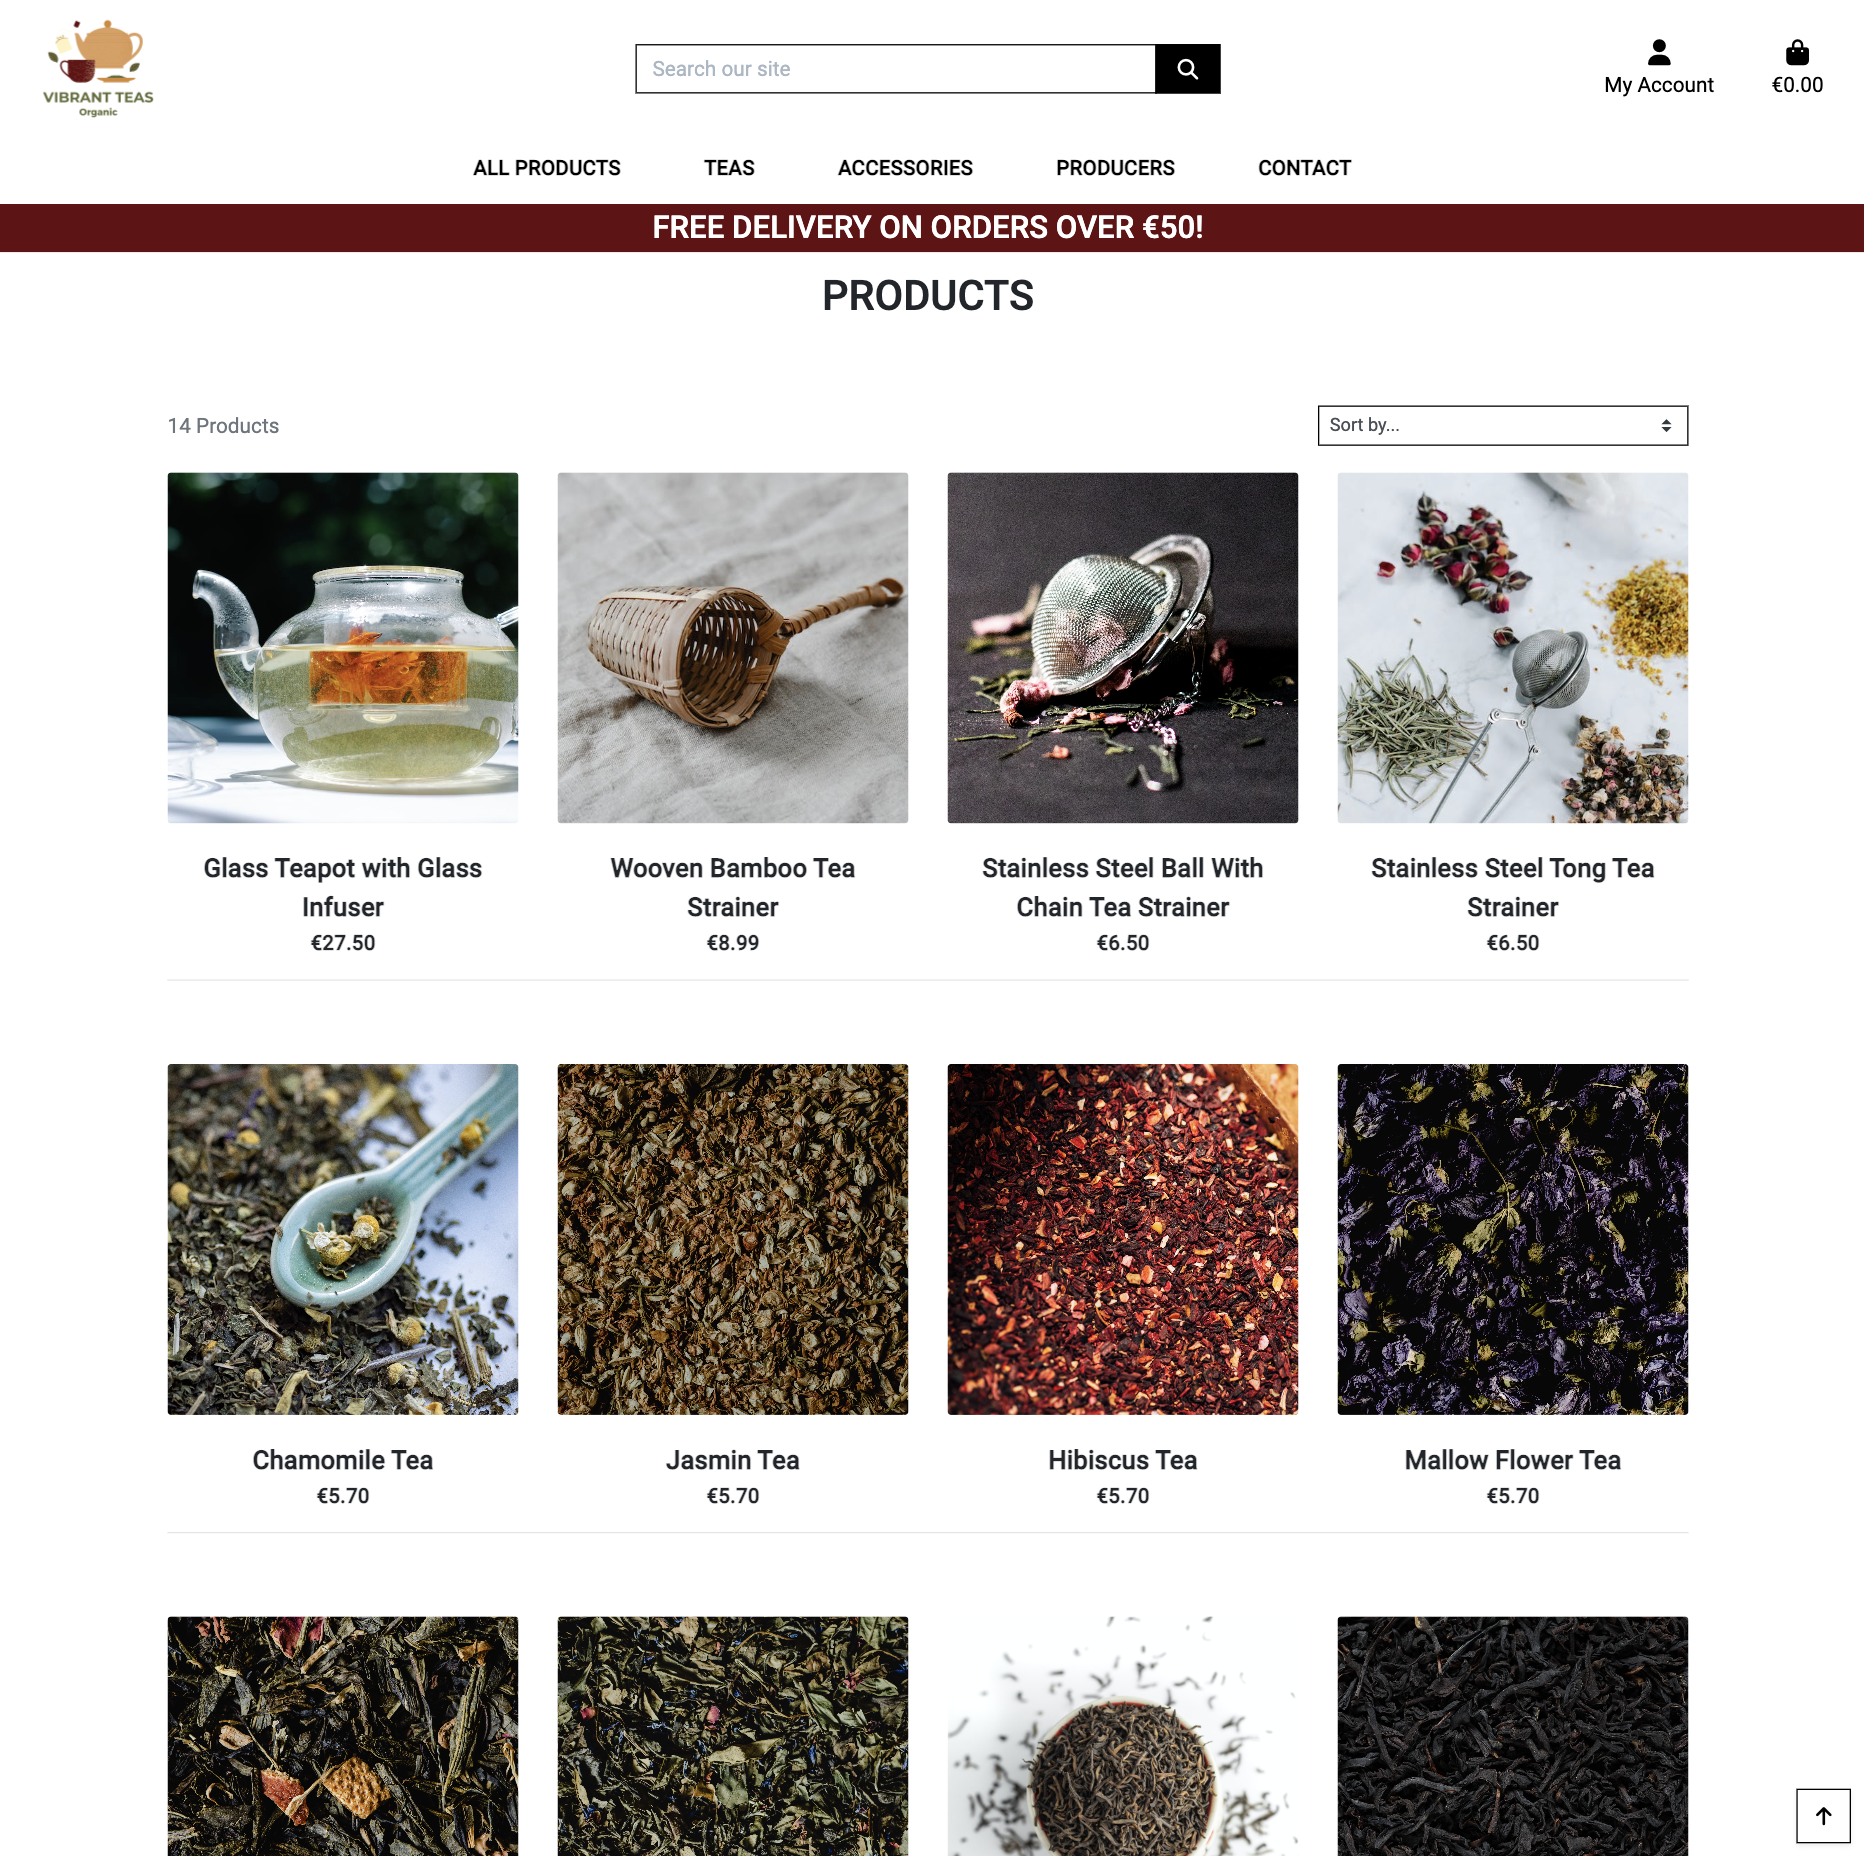 VIBRANT TEAS
Organic
Search our site
My Account
€0.00
ALL PRODUCTS TEAS ACCESSORIES PRODUCERS CONTACT
FREE DELIVERY ON ORDERS OVER €50!
PRODUCTS
14 Products
Sort by...
Glass Teapot with Glass
Infuser
€27.50
Wooven Bamboo Tea
Strainer
€8.99
Stainless Steel Ball With
Chain Tea Strainer
€6.50
Stainless Steel Tong Tea
Strainer
€6.50
Chamomile Tea
€5.70
Jasmin Tea
€5.70
Hibiscus Tea
€5.70
Mallow Flower Tea
€5.70